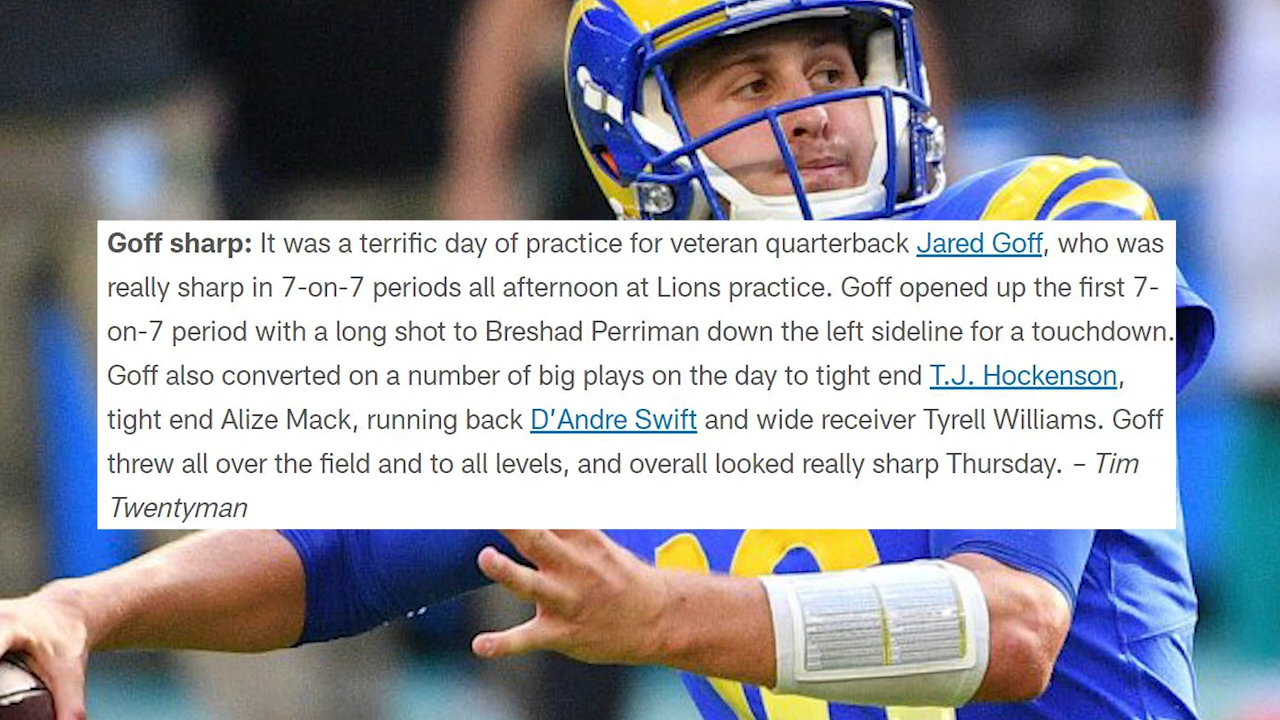 Goff sharp: It was a terrific day of practice for veteran quarterback Jared Goff, who was
really sharp in 7-on-7 periods all afternoon at Lions practice. Goff opened up the first 7-
on-7 period with a long shot to Breshad Perriman down the left sideline for a touchdown.
Goff also converted on a number of big plays on the day to tight end T.J. Hockenson,
tight end Alize Mack, running back D’Andre Swift and wide receiver Tyrell Williams. Goff
threw all over the field and to all levels, and overall looked really sharp Thursday. – Tim
Twentyman